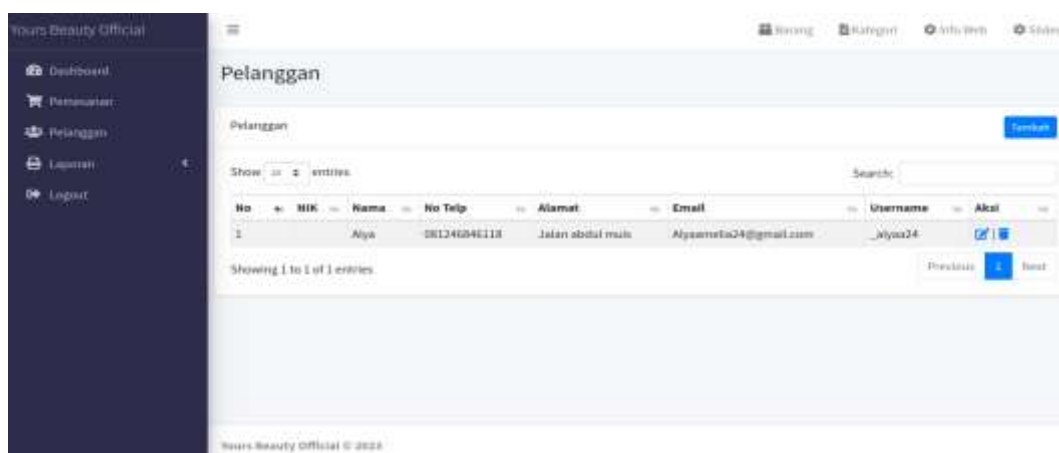 Yours Beauty Official
Barang Kategori Info Web Slider
Dashboard
Pemesanan
Pelanggan
Laporan
Logout
Pelanggan
Pelanggan Tambah
Show 10 entries Search:
No NIK Nama No Telp Alamat Email Username Aksi
1 Alya 081246846118 Jalan abdul muis Alyaamelia24@gmail.com _alyaa24
Showing 1 to 1 of 1 entries Previous 1 Next
Yours Beauty Official © 2023